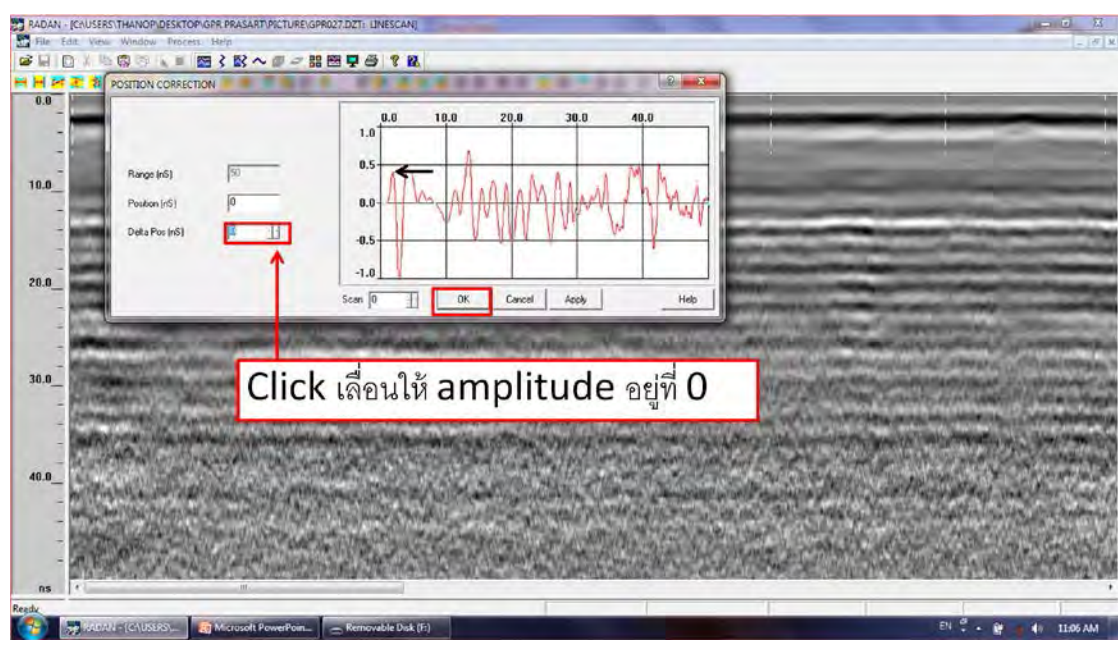 RADAN - [C:\USERS\THANOP\DESKTOP\GPR PRASART\PICTURE\GPR027.DZT: LINESCAN]
File Edit View Window Process Help
POSITION CORRECTION
0.0 10.0 20.0 30.0 40.0
1.0
0.5
0.0
-0.5
-1.0
Range (nS) 50
Position (nS) 0
Delta Pos (nS)
Scan 0 OK Cancel Apply Help
Click เลื่อนให้ amplitude อยู่ที่ 0
0.0
10.0
20.0
30.0
40.0
ns
Ready
RADAN - [C:\USERS\... Microsoft PowerPoin... Removable Disk (F:) EN 11:06 AM